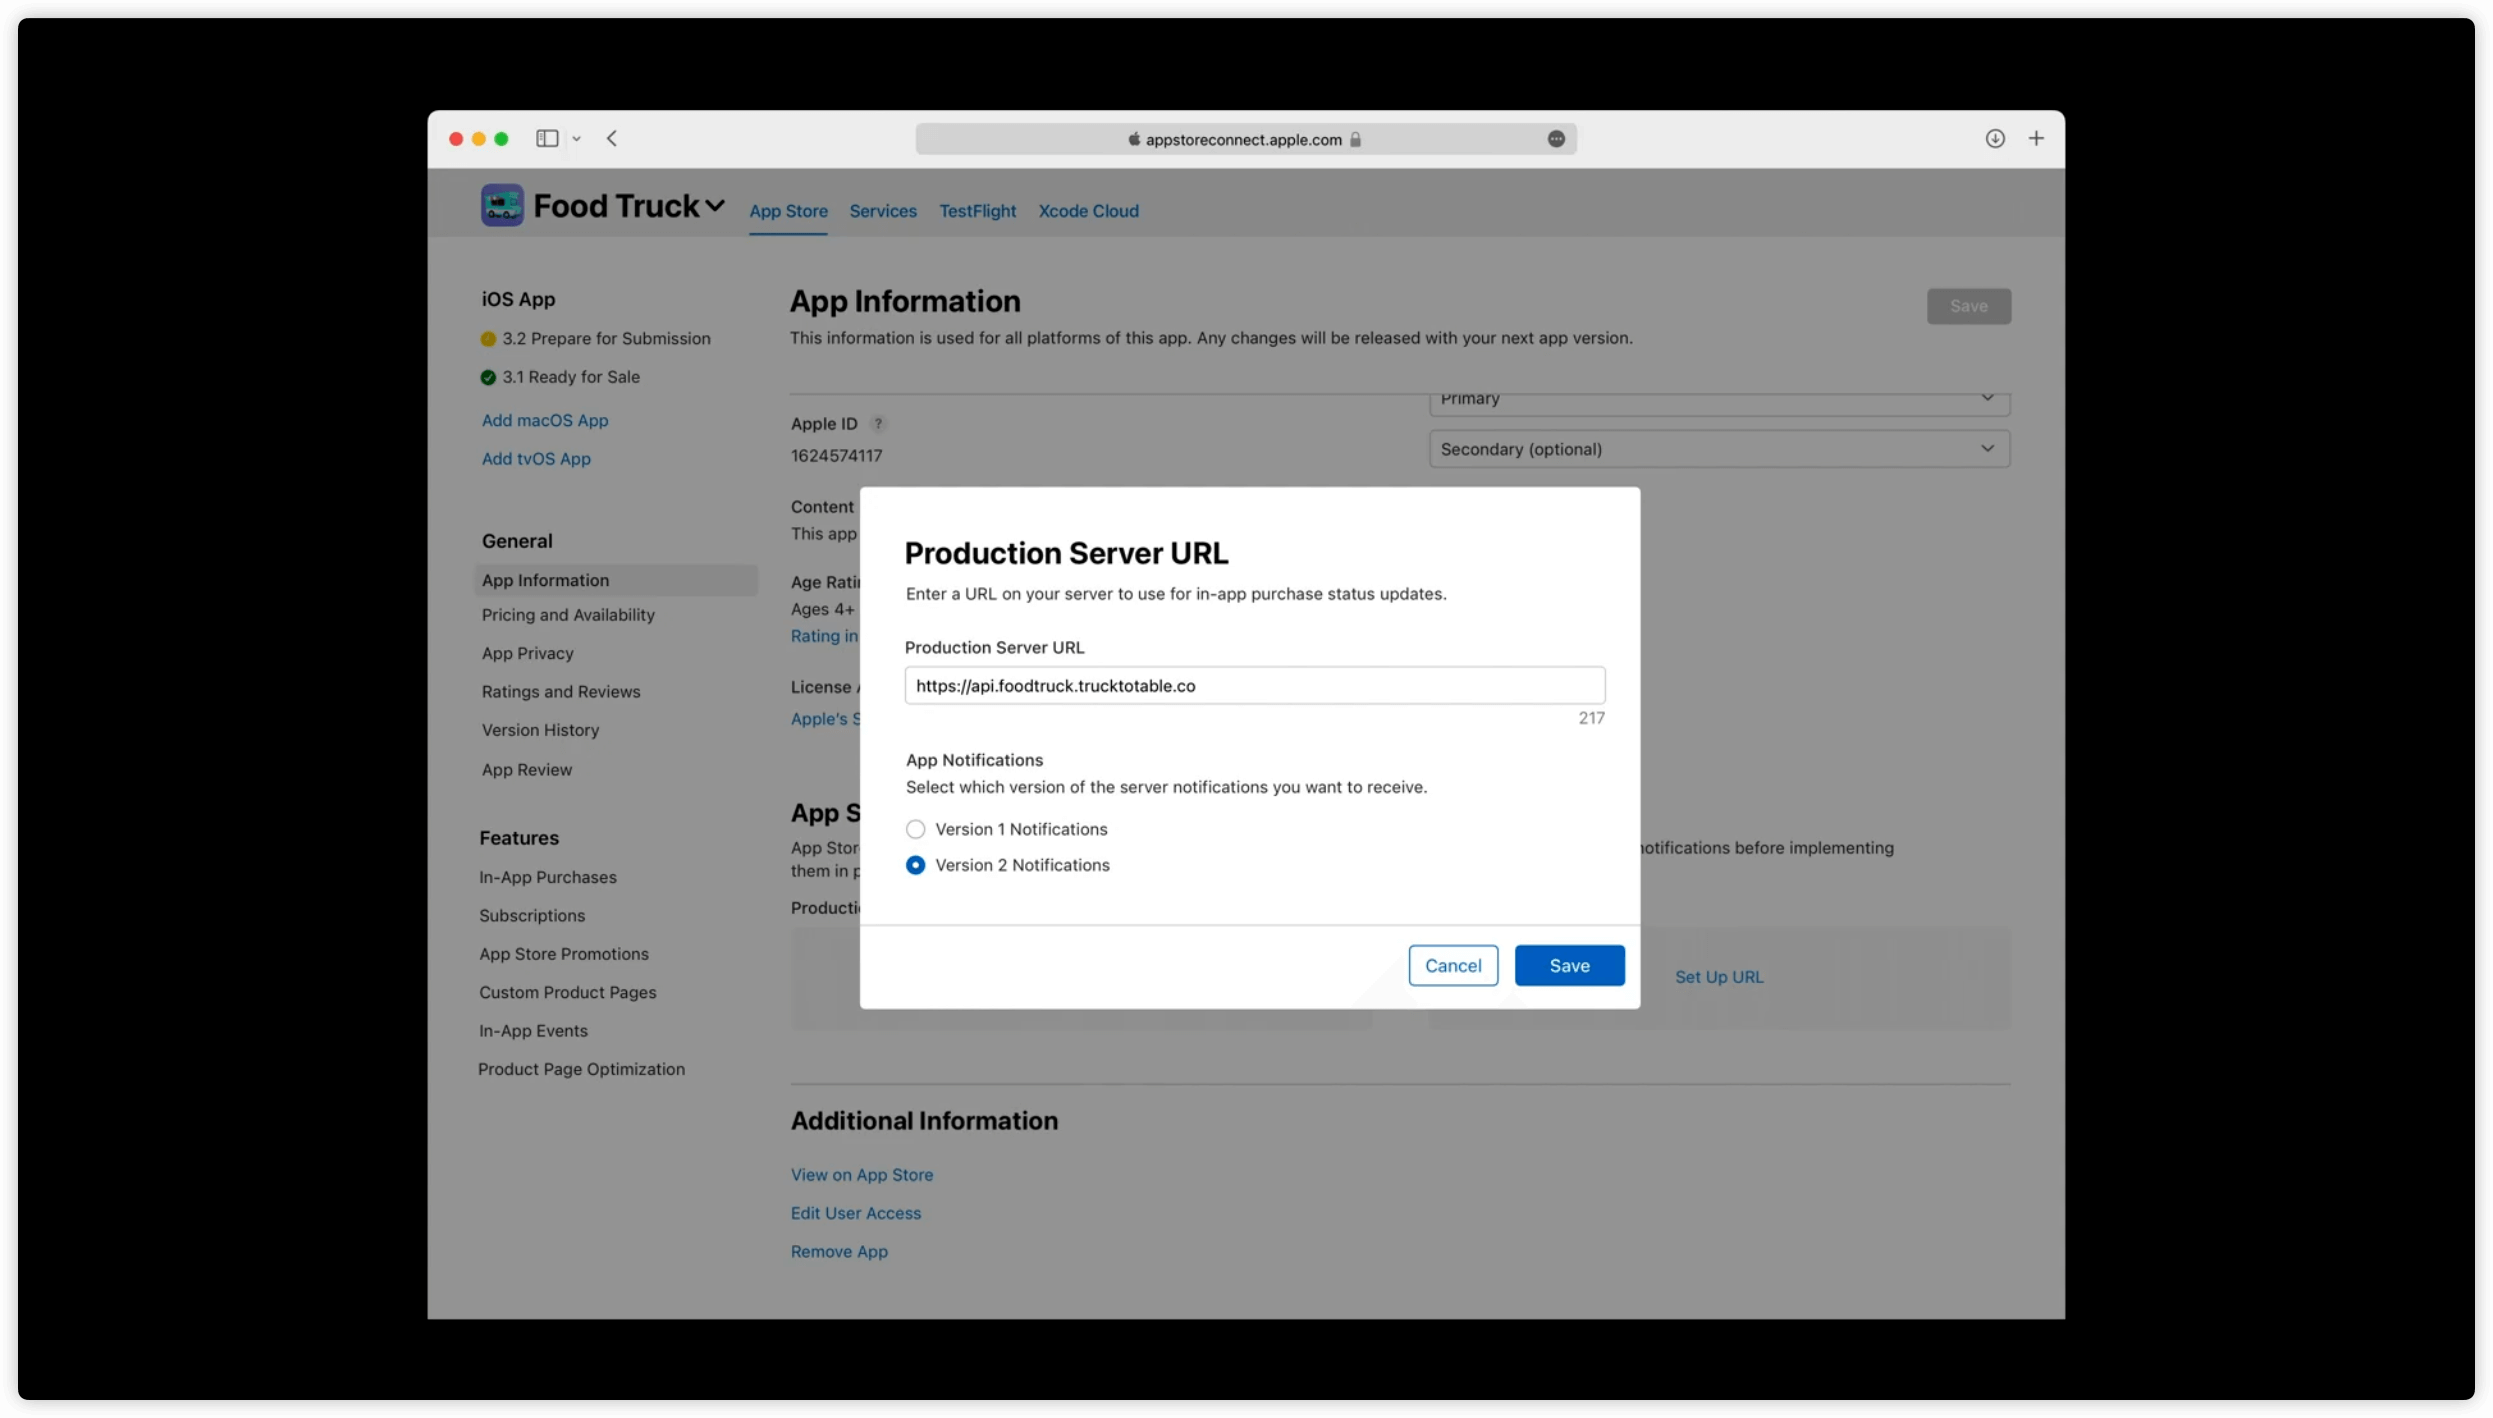 appstoreconnect.apple.com
Food Truck
App Store Services TestFlight Xcode Cloud
iOS App
3.2 Prepare for Submission
3.1 Ready for Sale
Add macOS App
Add tvOS App
General
App Information
Pricing and Availability
App Privacy
Ratings and Reviews
Version History
App Review
Features
In-App Purchases
Subscriptions
App Store Promotions
Custom Product Pages
In-App Events
Product Page Optimization
App Information
Save
This information is used for all platforms of this app. Any changes will be released with your next app version.
Primary
Apple ID ?
1624574117
Secondary (optional)
Content
This app
Age Ratin
Ages 4+
Rating in
License A
Apple's S
App S
App Stor
otifications before implementing
them in p
Producti
Set Up URL
Production Server URL
Enter a URL on your server to use for in-app purchase status updates.
Production Server URL
https://api.foodtruck.trucktotable.co
217
App Notifications
Select which version of the server notifications you want to receive.
Version 1 Notifications
Version 2 Notifications
Cancel Save
Additional Information
View on App Store
Edit User Access
Remove App